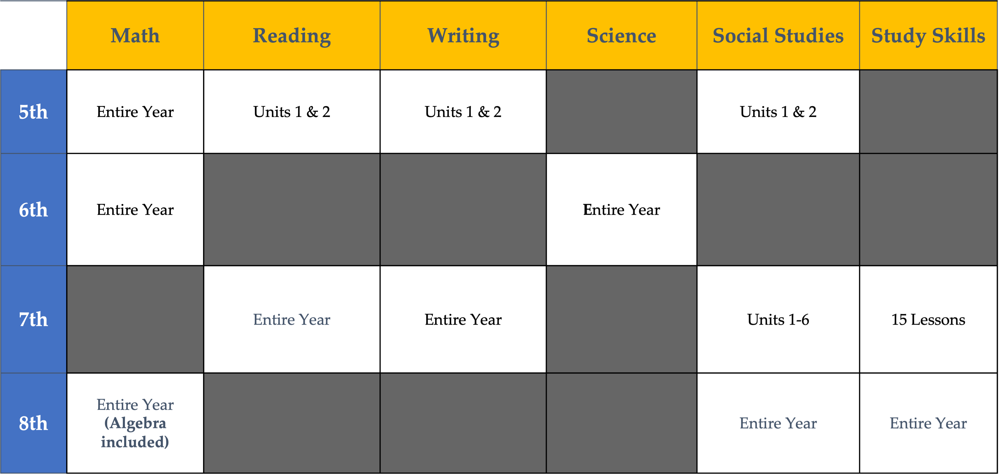 Math Reading Writing Science Social Studies Study Skills
5th Entire Year Units 1 & 2 Units 1 & 2 Units 1 & 2
6th Entire Year Entire Year
7th Entire Year Entire Year Units 1-6 15 Lessons
8th Entire Year (Algebra included) Entire Year Entire Year